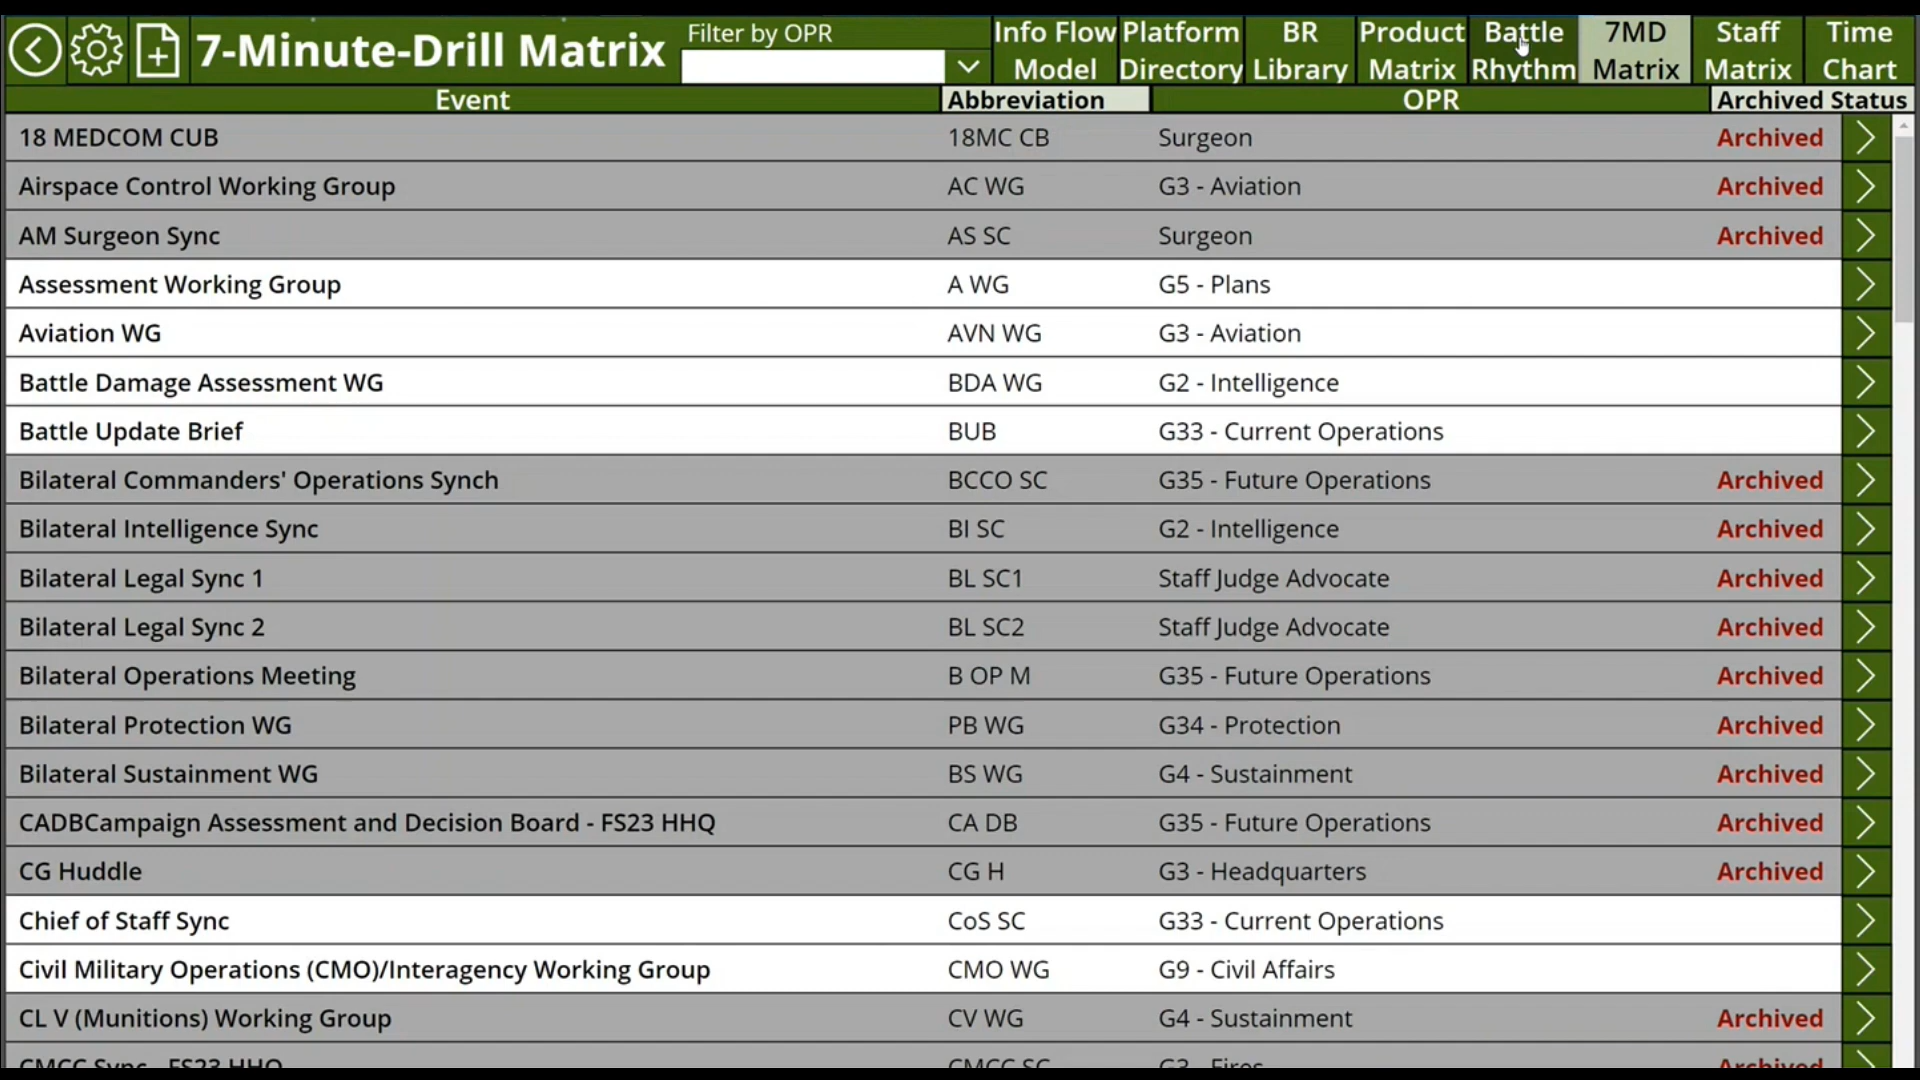 7-Minute-Drill Matrix
Filter by OPR
Info Flow Model
Platform Directory
BR Library
Product Matrix
Battle Rhythm
7MD Matrix
Staff Matrix
Time Chart
Event Abbreviation OPR Archived Status
18 MEDCOM CUB 18MC CB Surgeon Archived
Airspace Control Working Group AC WG G3 - Aviation Archived
AM Surgeon Sync AS SC Surgeon Archived
Assessment Working Group A WG G5 - Plans
Aviation WG AVN WG G3 - Aviation
Battle Damage Assessment WG BDA WG G2 - Intelligence
Battle Update Brief BUB G33 - Current Operations
Bilateral Commanders' Operations Synch BCCO SC G35 - Future Operations Archived
Bilateral Intelligence Sync BI SC G2 - Intelligence Archived
Bilateral Legal Sync 1 BL SC1 Staff Judge Advocate Archived
Bilateral Legal Sync 2 BL SC2 Staff Judge Advocate Archived
Bilateral Operations Meeting B OP M G35 - Future Operations Archived
Bilateral Protection WG PB WG G34 - Protection Archived
Bilateral Sustainment WG BS WG G4 - Sustainment Archived
CADBCampaign Assessment and Decision Board - FS23 HHQ CA DB G35 - Future Operations Archived
CG Huddle CG H G3 - Headquarters Archived
Chief of Staff Sync CoS SC G33 - Current Operations
Civil Military Operations (CMO)/Interagency Working Group CMO WG G9 - Civil Affairs
CL V (Munitions) Working Group CV WG G4 - Sustainment Archived
CMCC Sync - FS23 HHQ CMCC SC G3 - Fires Archived